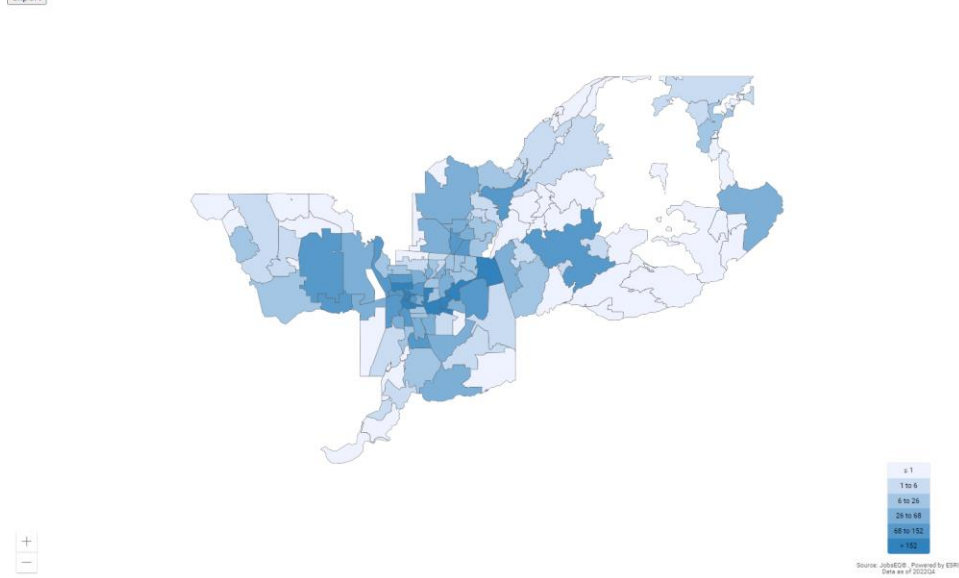 ≤ 1
1 to 6
6 to 26
26 to 68
68 to 152
> 152
Source: JobsEQ®, Powered by ESRI
Data as of 2022Q4